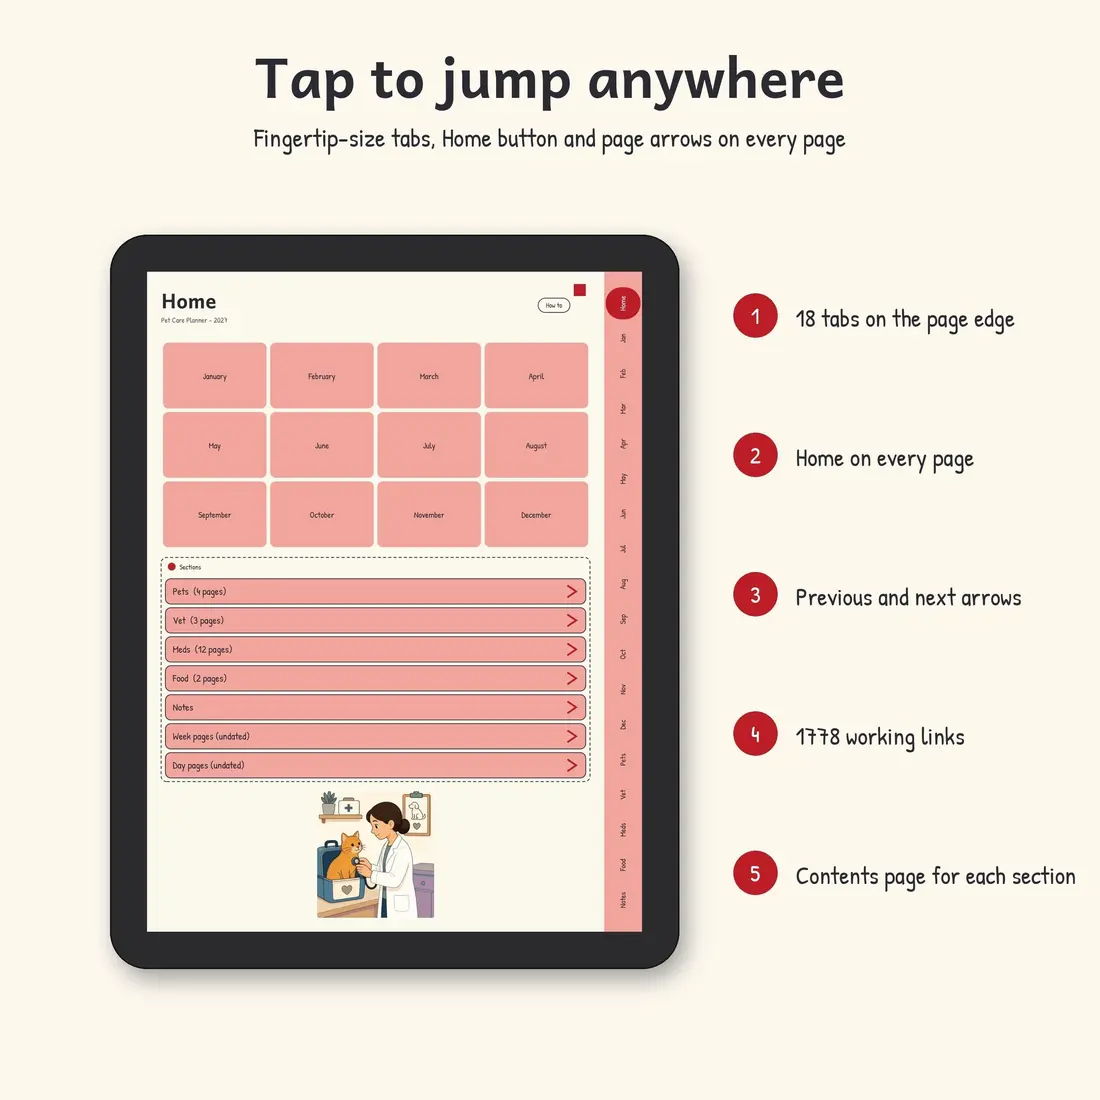 Tap to jump anywhere
Fingertip-size tabs, Home button and page arrows on every page
Home
Pet Care Planner - 2027
How to
January
February
March
April
May
June
July
August
September
October
November
December
Sections
Pets (4 pages)
Vet (3 pages)
Meds (12 pages)
Food (2 pages)
Notes
Week pages (undated)
Day pages (undated)
Home
Jan
Feb
Mar
Apr
May
Jun
Jul
Aug
Sep
Oct
Nov
Dec
Pets
Vet
Meds
Food
Notes
1 18 tabs on the page edge
2 Home on every page
3 Previous and next arrows
4 1778 working links
5 Contents page for each section